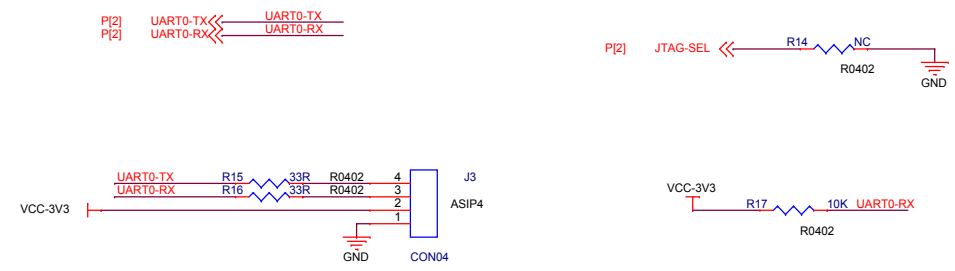 P[2] UART0-TX UART0-TX
P[2] UART0-RX UART0-RX
P[2] JTAG-SEL R14 NC
R0402
GND
UART0-TX R15 33R R0402 4 J3
UART0-RX R16 33R R0402 3
VCC-3V3 2 ASIP4
1
GND CON04
VCC-3V3
R17 10K UART0-RX
R0402